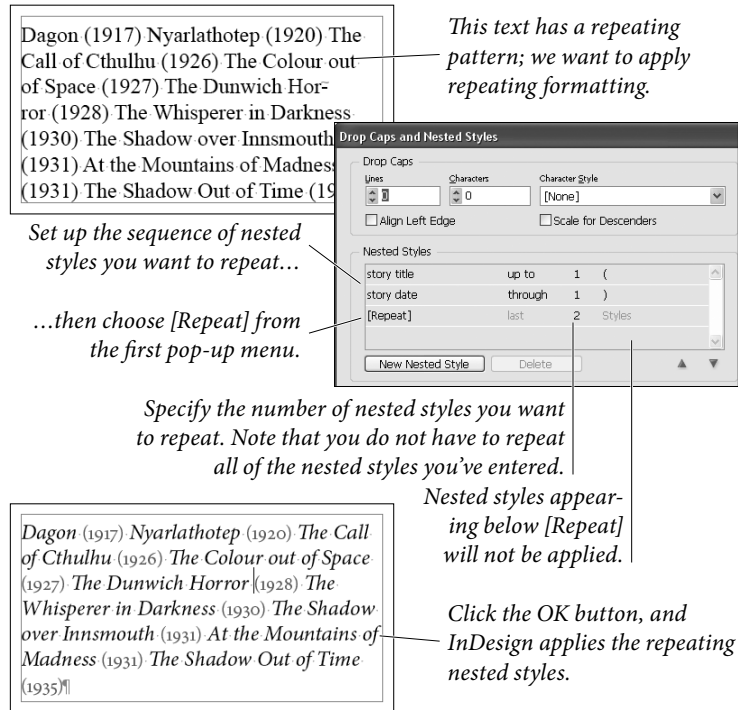 Dagon (1917) Nyarlathotep (1920) The
Call of Cthulhu (1926) The Colour out
of Space (1927) The Dunwich Hor-
ror (1928) The Whisperer in Darkness
(1930) The Shadow over Innsmouth
(1931) At the Mountains of Madness
(1931) The Shadow Out of Time (19
This text has a repeating
pattern; we want to apply
repeating formatting.
Drop Caps and Nested Styles
Drop Caps
Lines Characters Character Style
0 [None]
Align Left Edge Scale for Descenders
Set up the sequence of nested
styles you want to repeat…
Nested Styles
story title up to 1 (
story date through 1 )
[Repeat] last 2 Styles
New Nested Style Delete
…then choose [Repeat] from
the first pop-up menu.
Specify the number of nested styles you want
to repeat. Note that you do not have to repeat
all of the nested styles you’ve entered.
Nested styles appear-
ing below [Repeat]
will not be applied.
Dagon (1917) Nyarlathotep (1920) The Call
of Cthulhu (1926) The Colour out of Space
(1927) The Dunwich Horror (1928) The
Whisperer in Darkness (1930) The Shadow
over Innsmouth (1931) At the Mountains of
Madness (1931) The Shadow Out of Time
(1935)¶
Click the OK button, and
InDesign applies the repeating
nested styles.